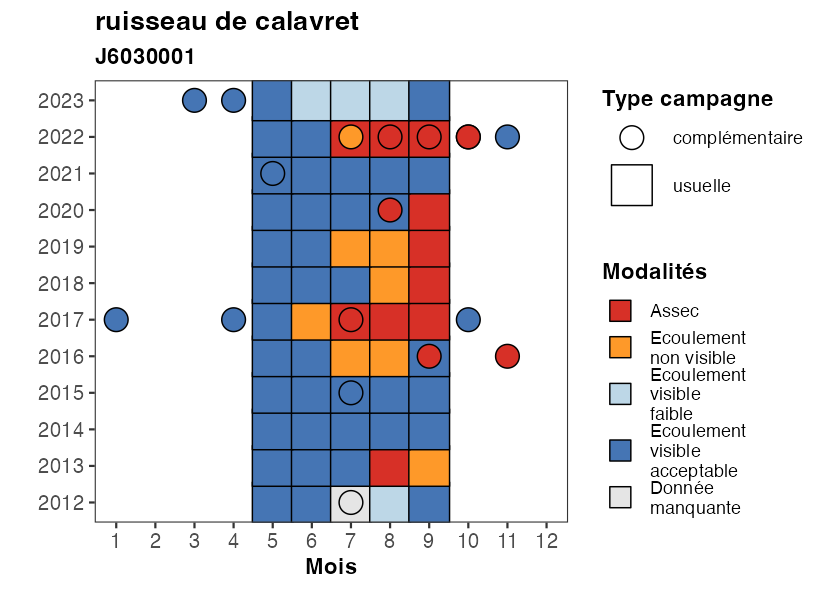 ruisseau de calavret
J6030001
2023
2022
2021
2020
2019
2018
2017
2016
2015
2014
2013
2012
1 2 3 4 5 6 7 8 9 10 11 12
Mois
Type campagne
complémentaire
usuelle
Modalités
Assec
Ecoulement
non visible
Ecoulement
visible
faible
Ecoulement
visible
acceptable
Donnée
manquante